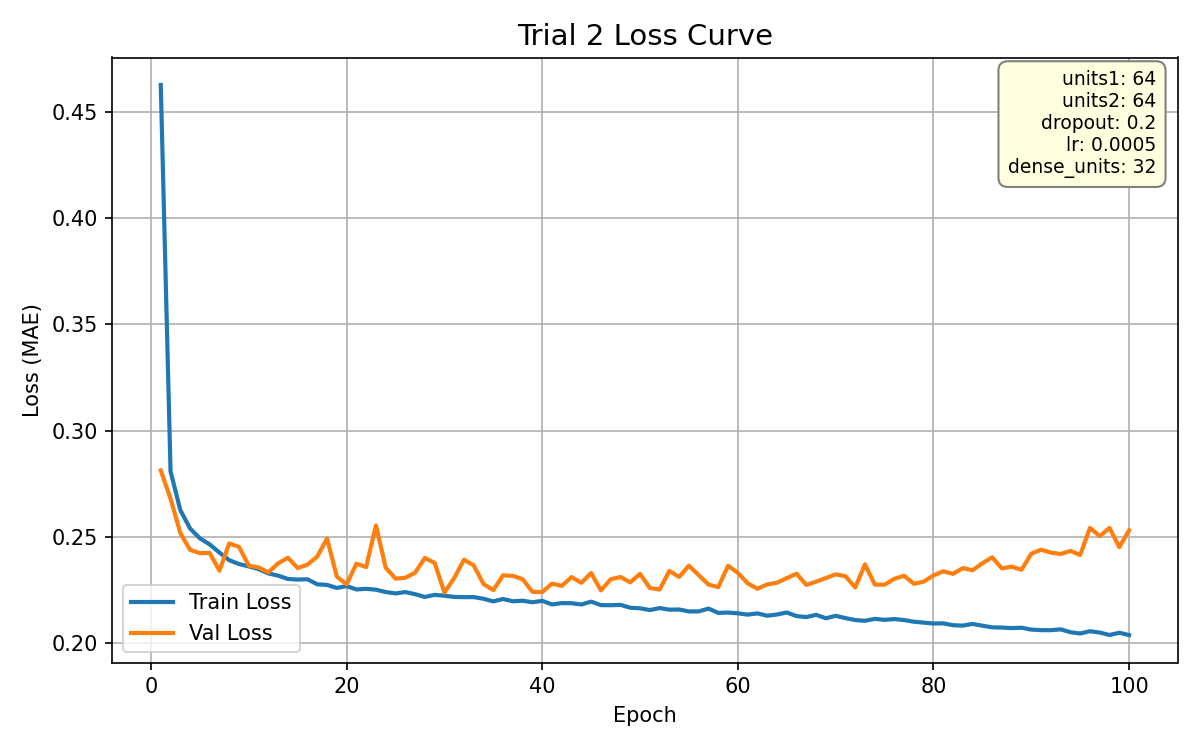 Trial 2 Loss Curve
units1: 64
units2: 64
dropout: 0.2
lr: 0.0005
dense_units: 32
Loss (MAE)
0.45
0.40
0.35
0.30
0.25
0.20
Train Loss
Val Loss
0 20 40 60 80 100
Epoch